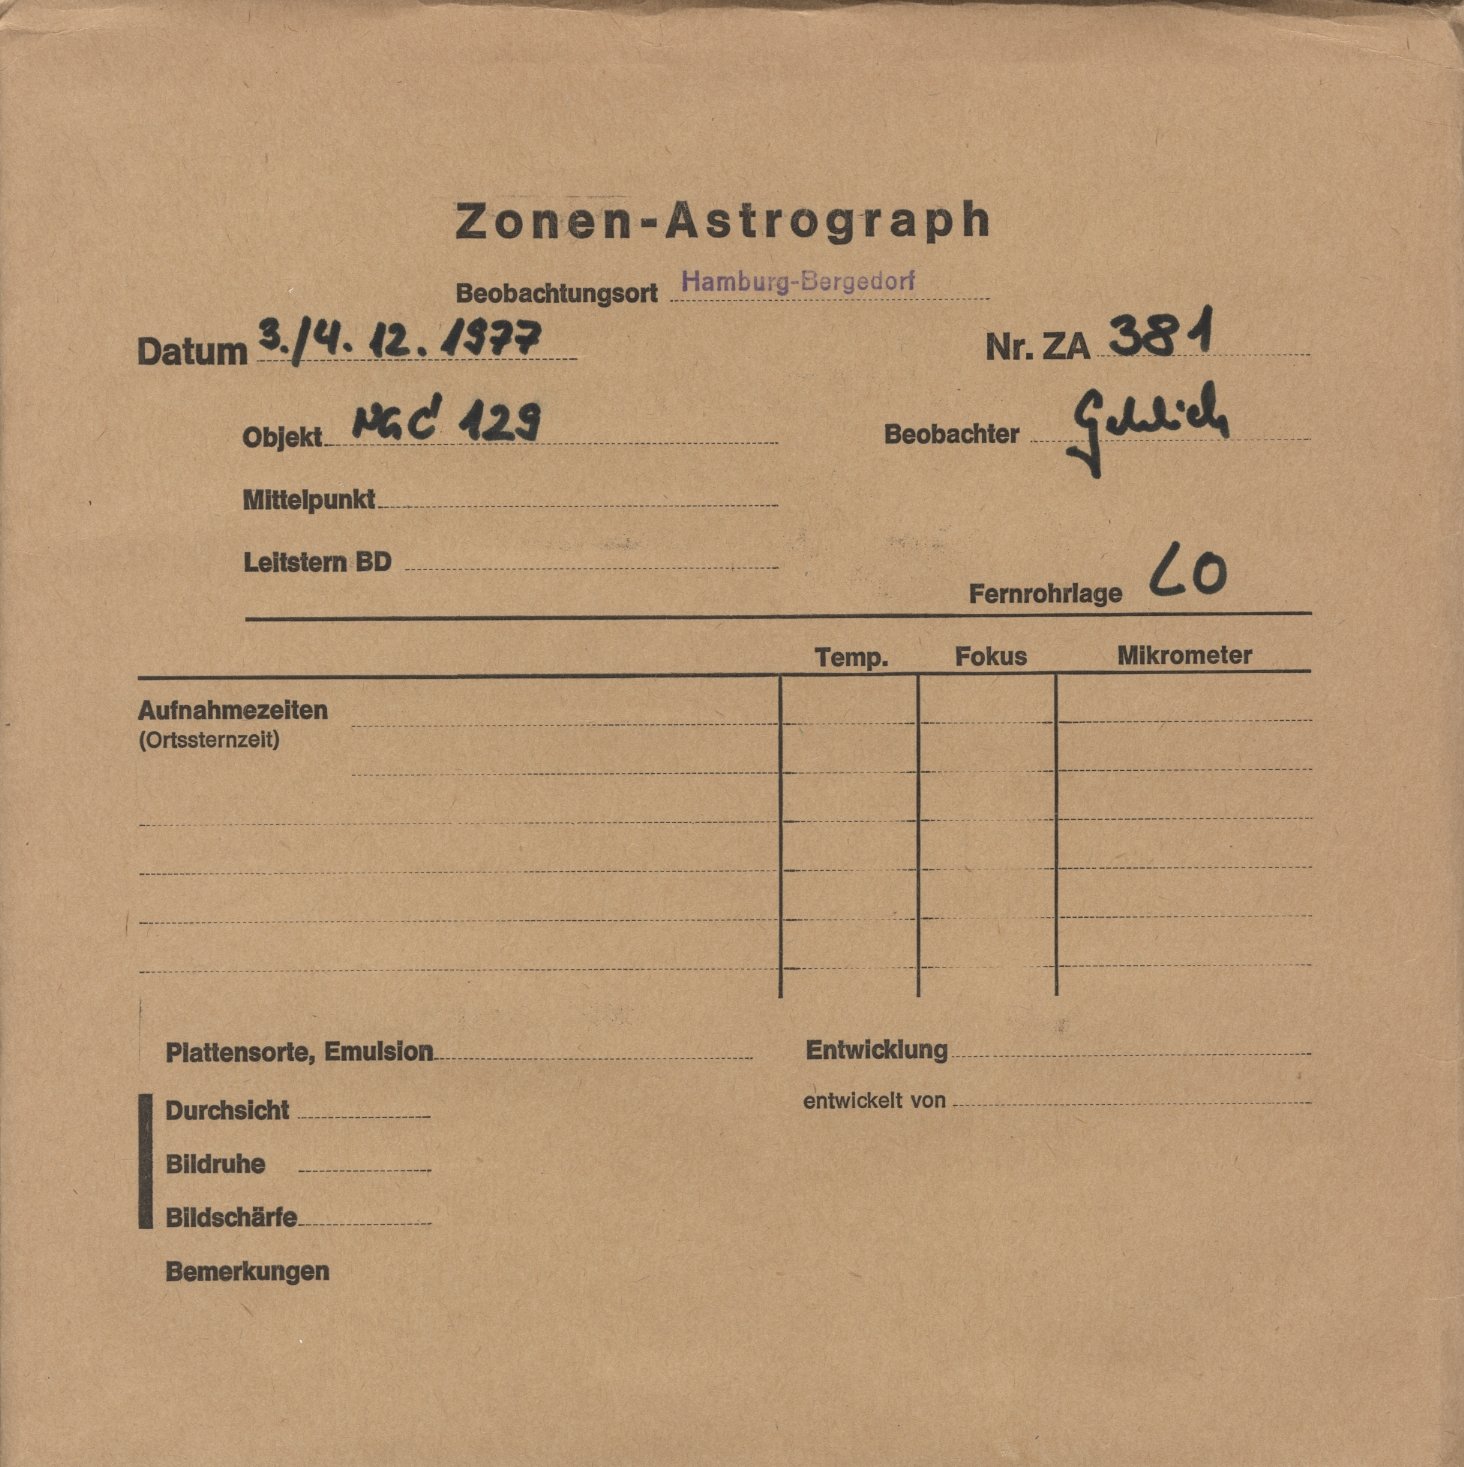 Zonen-Astrograph
Beobachtungsort Hamburg-Bergedorf
Datum 3./4. 12. 1977
Nr. ZA 381
Objekt NGC 129
Beobachter
Mittelpunkt
Leitstern BD
Fernrohrlage LO
Temp. Fokus Mikrometer
Aufnahmezeiten
(Ortssternzeit)
Plattensorte, Emulsion
Entwicklung
entwickelt von
Durchsicht
Bildruhe
Bildschärfe
Bemerkungen